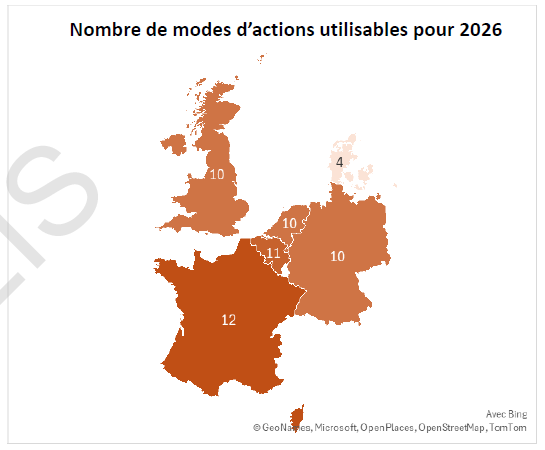 Nombre de modes d’actions utilisables pour 2026
4
10
10
11
10
12
Avec Bing
© GeoNames, Microsoft, OpenPlaces, OpenStreetMap, TomTom